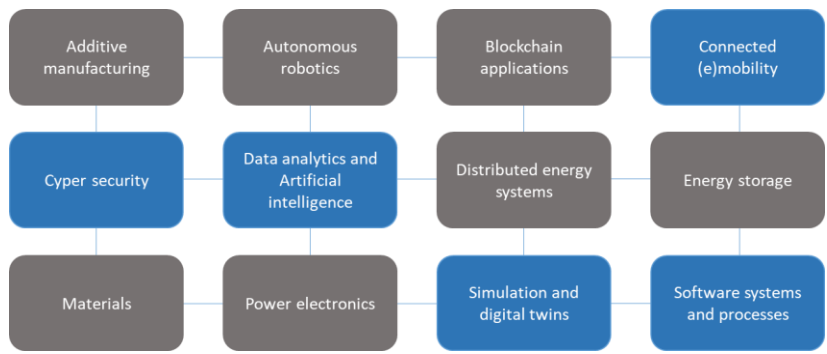 Additive
manufacturing
Autonomous
robotics
Blockchain
applications
Connected
(e)mobility
Cyper security
Data analytics and
Artificial
intelligence
Distributed energy
systems
Energy storage
Materials
Power electronics
Simulation and
digital twins
Software systems
and processes